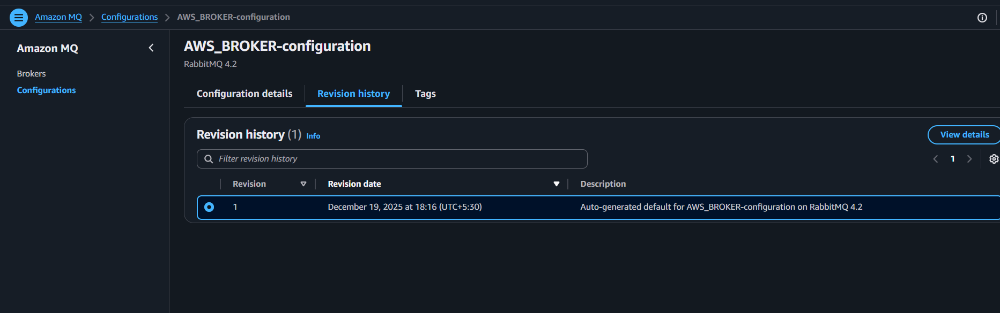 Amazon MQ > Configurations > AWS_BROKER-configuration
Amazon MQ
Brokers
Configurations
AWS_BROKER-configuration
RabbitMQ 4.2
Configuration details
Revision history
Tags
Revision history (1) Info
View details
Filter revision history
1
Revision
Revision date
Description
1
December 19, 2025 at 18:16 (UTC+5:30)
Auto-generated default for AWS_BROKER-configuration on RabbitMQ 4.2